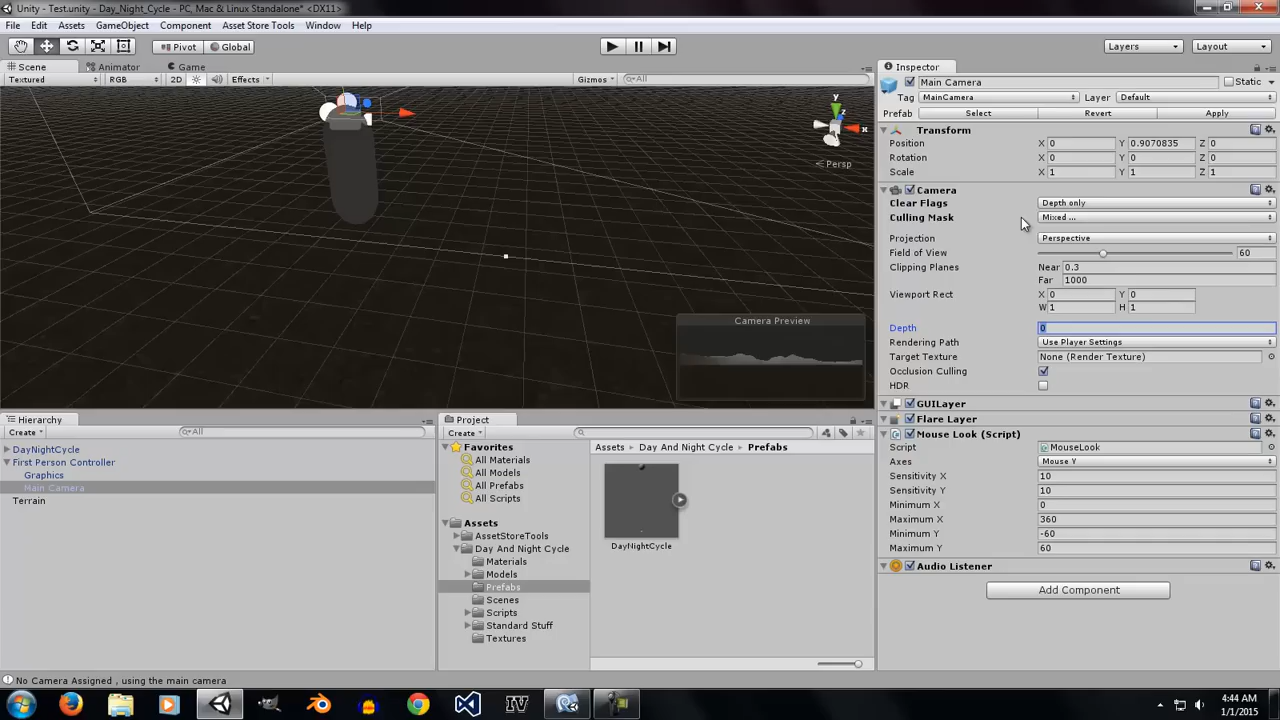 Unity - Test.unity - Day_Night_Cycle - PC, Mac & Linux Standalone* <DX11>
File Edit Assets GameObject Component Asset Store Tools Window Help
Pivot Global Layers Layout
Scene Animator Game
Textured RGB 2D Effects Gizmos All
y
x
z
Persp
Camera Preview
Inspector
Main Camera Static
Tag MainCamera Layer Default
Prefab Select Revert Apply
Transform
Position X 0 Y 0.9070835 Z 0
Rotation X 0 Y 0 Z 0
Scale X 1 Y 1 Z 1
Camera
Clear Flags Depth only
Culling Mask Mixed ...
Projection Perspective
Field of View 60
Clipping Planes Near 0.3
Far 1000
Viewport Rect X 0 Y 0
W 1 H 1
Depth 0
Rendering Path Use Player Settings
Target Texture None (Render Texture)
Occlusion Culling
HDR
GUILayer
Flare Layer
Mouse Look (Script)
Script MouseLook
Axes Mouse Y
Sensitivity X 10
Sensitivity Y 10
Minimum X 0
Maximum X 360
Minimum Y -60
Maximum Y 60
Audio Listener
Add Component
Hierarchy
Create All
DayNightCycle
First Person Controller
Graphics
Main Camera
Terrain
Project
Create
Favorites
All Materials
All Models
All Prefabs
All Scripts
Assets
AssetStoreTools
Day And Night Cycle
Materials
Models
Prefabs
Scenes
Scripts
Standard Stuff
Textures
Assets Day And Night Cycle Prefabs
DayNightCycle
No Camera Assigned , using the main camera
IV
4:44 AM
1/1/2015